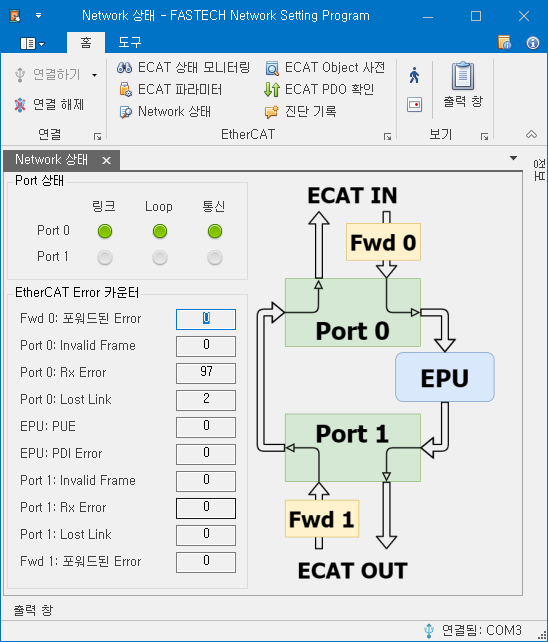 Network 상태 - FASTECH Network Setting Program
홈 도구
연결하기 ECAT 상태 모니터링 ECAT Object 사전
ECAT 파라미터 ECAT PDO 확인
연결 해제 Network 상태 진단 기록 출력 창
연결 EtherCAT 보기
Network 상태
정보
Port 상태
링크 Loop 통신
Port 0
Port 1
EtherCAT Error 카운터
Fwd 0: 포워드된 Error 0
Port 0: Invalid Frame 0
Port 0: Rx Error 97
Port 0: Lost Link 2
EPU: PUE 0
EPU: PDI Error 0
Port 1: Invalid Frame 0
Port 1: Rx Error 0
Port 1: Lost Link 0
Fwd 1: 포워드된 Error 0
ECAT IN
Fwd 0
Port 0
EPU
Port 1
Fwd 1
ECAT OUT
출력 창
연결됨: COM3